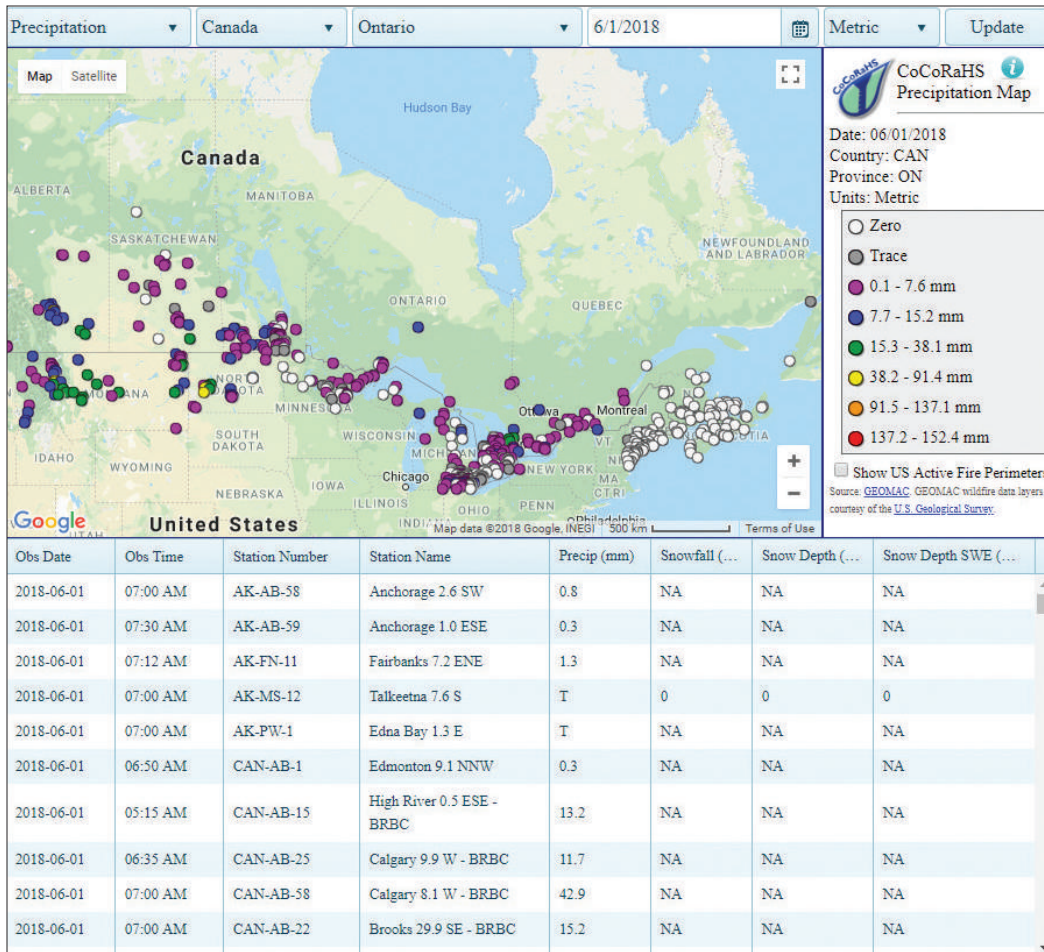 Precipitation Canada Ontario 6/1/2018 Metric Update
Map Satellite
Hudson Bay
Canada
ALBERTA
MANITOBA
SASKATCHEWAN
NEWFOUNDLAND
AND LABRADOR
ONTARIO
QUEBEC
NORTH
DAKOTA
MINNESOTA
Ottawa
Montreal
SOUTH
DAKOTA
WISCONSIN
VT
IDAHO
WYOMING
Chicago
NEW YORK
MA
CT RI
IOWA
NEBRASKA
ILLINOIS
OHIO
PENN
United States
Philadelphia
UTAH
Google
Map data ©2018 Google, INEGI 500 km Terms of Use
CoCoRaHS
CoCoRaHS
Precipitation Map
Date: 06/01/2018
Country: CAN
Province: ON
Units: Metric
Zero
Trace
0.1 - 7.6 mm
7.7 - 15.2 mm
15.3 - 38.1 mm
38.2 - 91.4 mm
91.5 - 137.1 mm
137.2 - 152.4 mm
Show US Active Fire Perimeters
Source: GEOMAC. GEOMAC wildfire data layers
courtesy of the U.S. Geological Survey.
Obs Date Obs Time Station Number Station Name Precip (mm) Snowfall (... Snow Depth (... Snow Depth SWE (...
2018-06-01 07:00 AM AK-AB-58 Anchorage 2.6 SW 0.8 NA NA NA
2018-06-01 07:30 AM AK-AB-59 Anchorage 1.0 ESE 0.3 NA NA NA
2018-06-01 07:12 AM AK-FN-11 Fairbanks 7.2 ENE 1.3 NA NA NA
2018-06-01 07:00 AM AK-MS-12 Talkeetna 7.6 S T 0 0 0
2018-06-01 07:00 AM AK-PW-1 Edna Bay 1.3 E T NA NA NA
2018-06-01 06:50 AM CAN-AB-1 Edmonton 9.1 NNW 0.3 NA NA NA
2018-06-01 05:15 AM CAN-AB-15 High River 0.5 ESE - 13.2 NA NA NA
BRBC
2018-06-01 06:35 AM CAN-AB-25 Calgary 9.9 W - BRBC 11.7 NA NA NA
2018-06-01 07:00 AM CAN-AB-58 Calgary 8.1 W - BRBC 42.9 NA NA NA
2018-06-01 07:00 AM CAN-AB-22 Brooks 29.9 SE - BRBC 15.2 NA NA NA